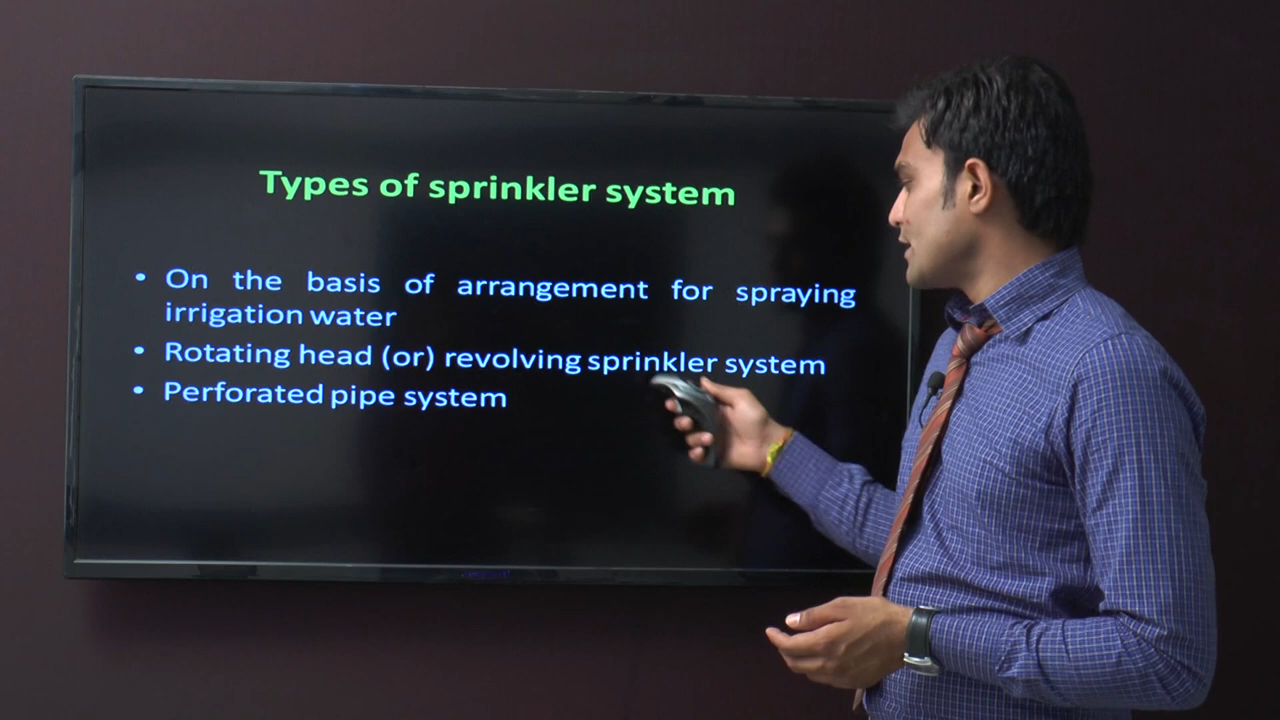 Types of sprinkler system
• On the basis of arrangement for spraying
irrigation water
• Rotating head (or) revolving sprinkler system
• Perforated pipe system